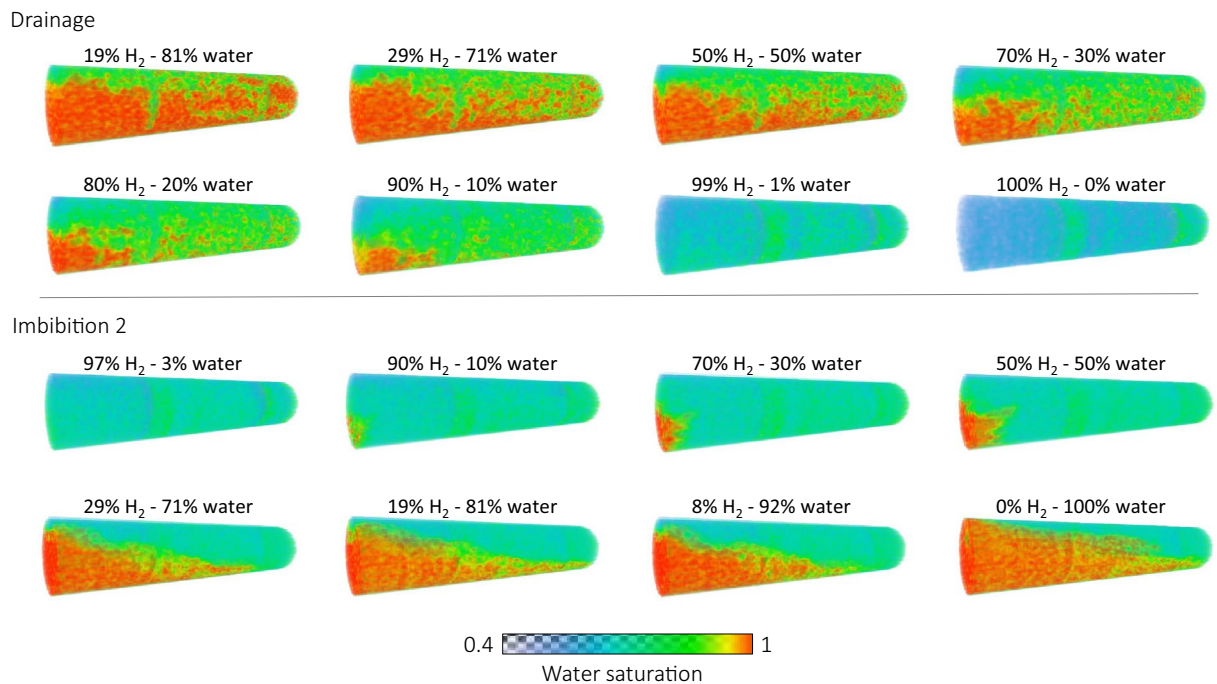 Drainage
19% H₂ - 81% water
29% H₂ - 71% water
50% H₂ - 50% water
70% H₂ - 30% water
80% H₂ - 20% water
90% H₂ - 10% water
99% H₂ - 1% water
100% H₂ - 0% water
Imbibition 2
97% H₂ - 3% water
90% H₂ - 10% water
70% H₂ - 30% water
50% H₂ - 50% water
29% H₂ - 71% water
19% H₂ - 81% water
8% H₂ - 92% water
0% H₂ - 100% water
0.4 1
Water saturation